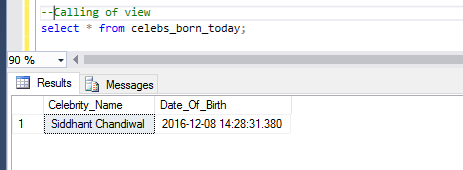 --Calling of view
select * from celebs_born_today;
90 %
Results Messages
Celebrity_Name Date_Of_Birth
1 Siddhant Chandiwal 2016-12-08 14:28:31.380